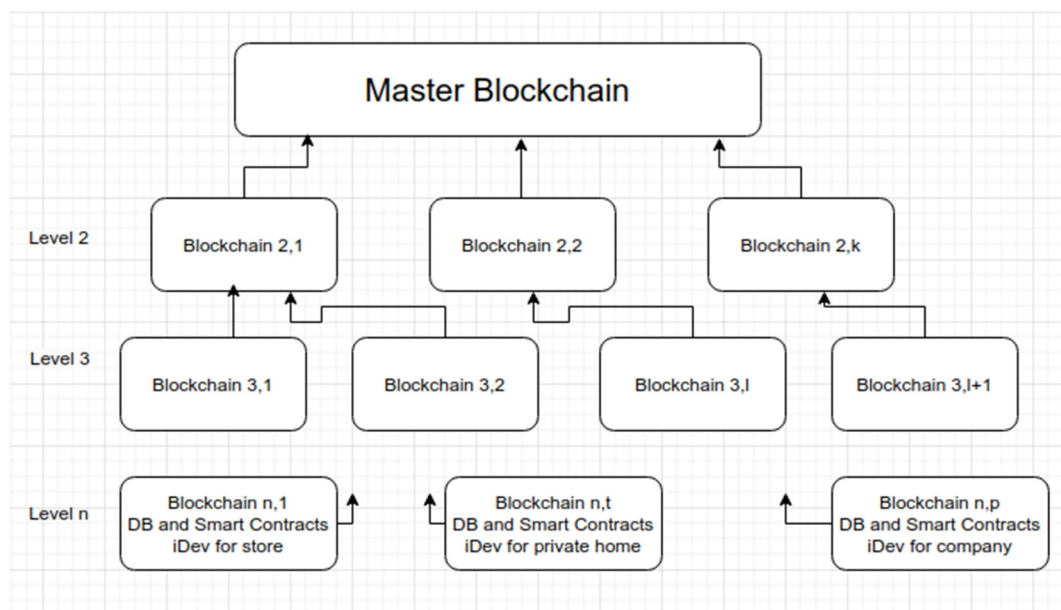 Master Blockchain
Level 2
Blockchain 2,1
Blockchain 2,2
Blockchain 2,k
Level 3
Blockchain 3,1
Blockchain 3,2
Blockchain 3,l
Blockchain 3,l+1
Level n
Blockchain n,1
DB and Smart Contracts
iDev for store
Blockchain n,t
DB and Smart Contracts
iDev for private home
Blockchain n,p
DB and Smart Contracts
iDev for company